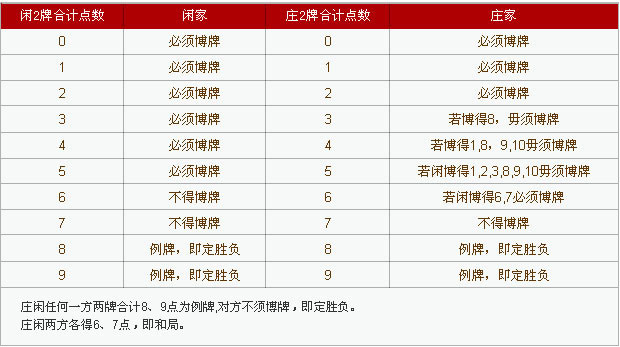 闲2牌合计点数 闲家 庄2牌合计点数 庄家
0 必须博牌 0 必须博牌
1 必须博牌 1 必须博牌
2 必须博牌 2 必须博牌
3 必须博牌 3 若博得8，毋须博牌
4 必须博牌 4 若博得1,8，9,10毋须博牌
5 必须博牌 5 若闲博得1,2,3,8,9,10毋须博牌
6 不得博牌 6 若闲博得6,7必须博牌
7 不得博牌 7 不得博牌
8 例牌，即定胜负 8 例牌，即定胜负
9 例牌，即定胜负 9 例牌，即定胜负
庄闲任何一方两牌合计8、9点为例牌,对方不须博牌，即定胜负。
庄闲两方各得6、7点，即和局。